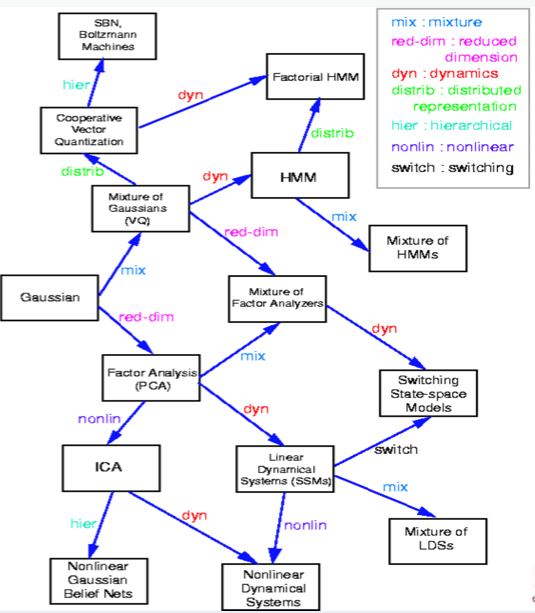 SBN,
Boltzmann
Machines
mix : mixture
red-dim : reduced
dimension
dyn : dynamics
distrib : distributed
representation
hier : hierarchical
nonlin : nonlinear
switch : switching
hier
dyn
Factorial HMM
Cooperative
Vector
Quantization
distrib
distrib
dyn
HMM
Mixture of
Gaussians
(VQ)
red-dim
mix
Mixture of
HMMs
mix
Gaussian
Mixture of
Factor Analyzers
red-dim
mix
dyn
Factor Analysis
(PCA)
Switching
State-space
Models
nonlin
dyn
switch
ICA
Linear
Dynamical
Systems (SSMs)
mix
hier
dyn
nonlin
Mixture of
LDSs
Nonlinear
Gaussian
Belief Nets
Nonlinear
Dynamical
Systems